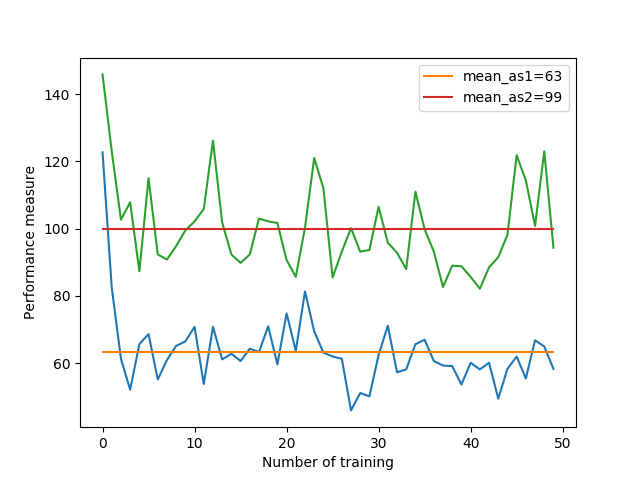 mean_as1=63
mean_as2=99
140
120
100
80
60
Performance measure
0 10 20 30 40 50
Number of training